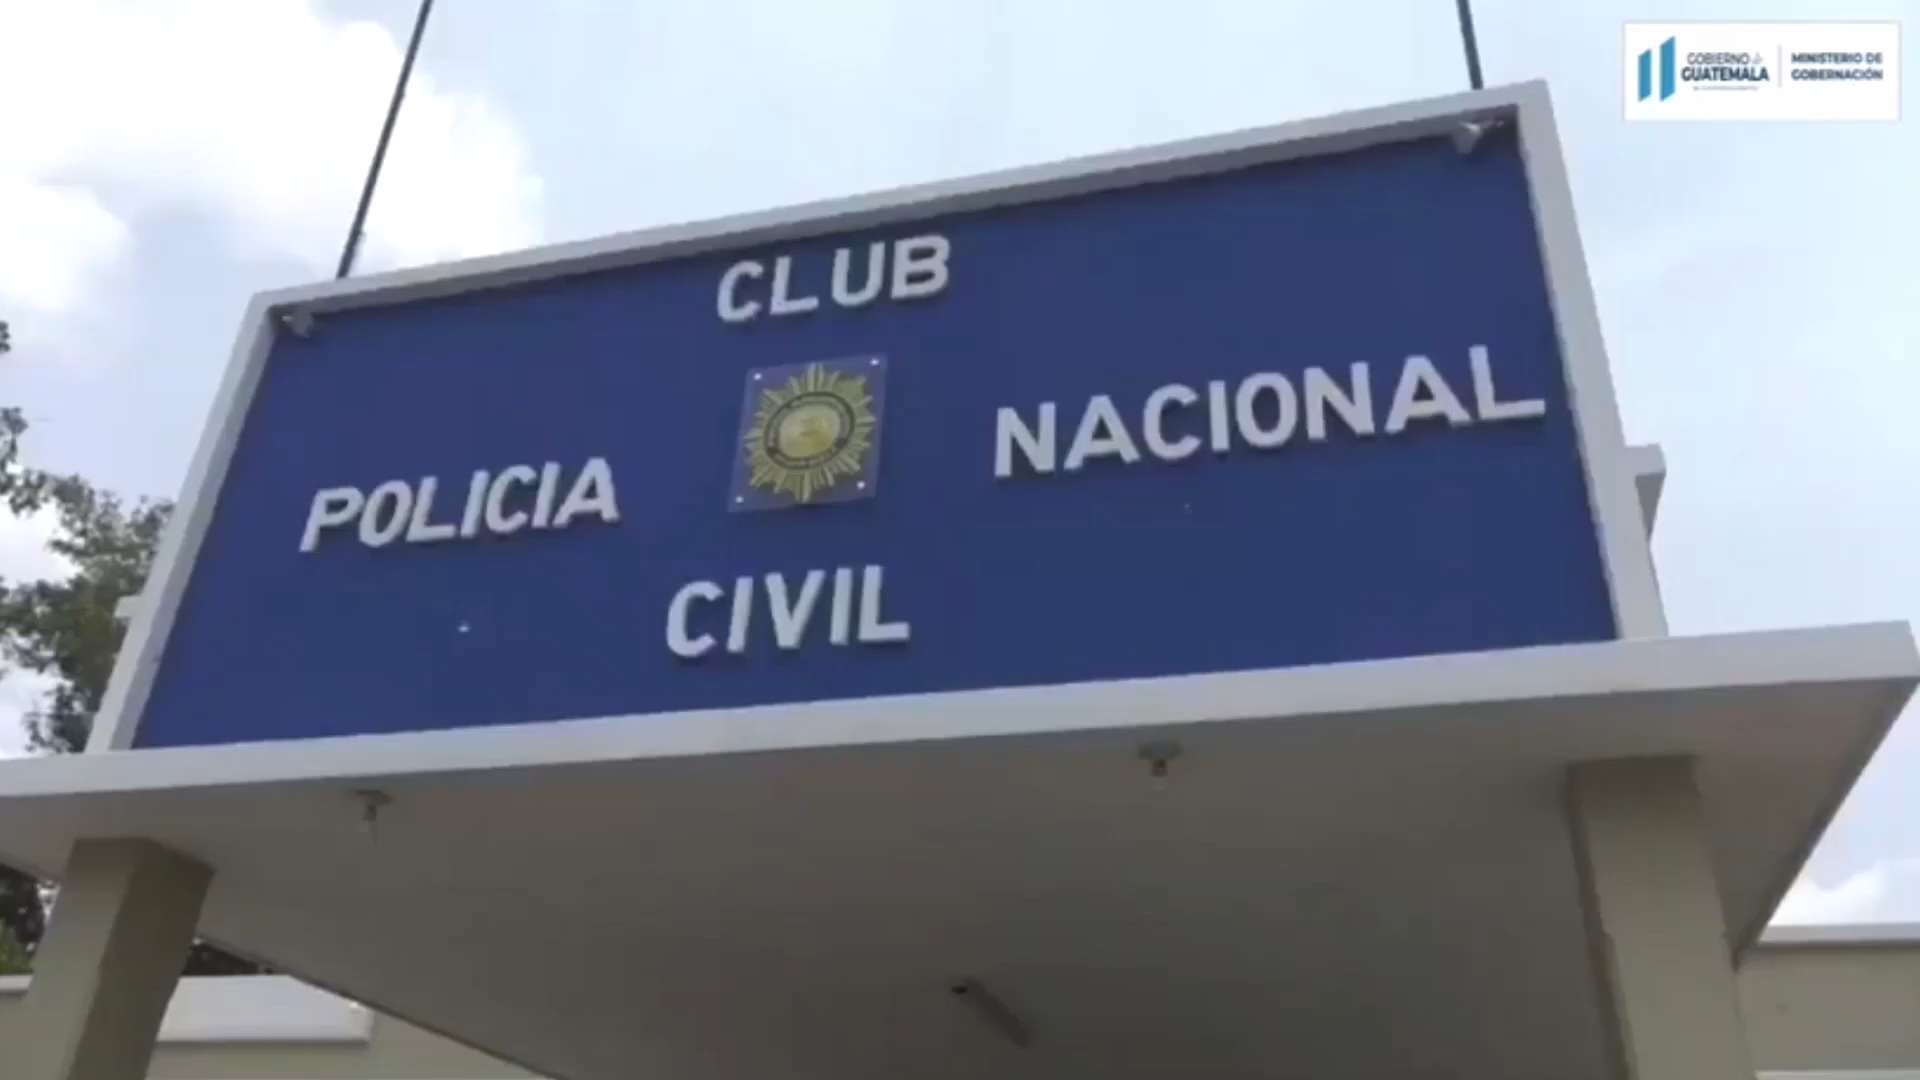 CLUB
POLICIA NACIONAL
CIVIL
GOBIERNO de
GUATEMALA
MINISTERIO DE
GOBERNACIÓN